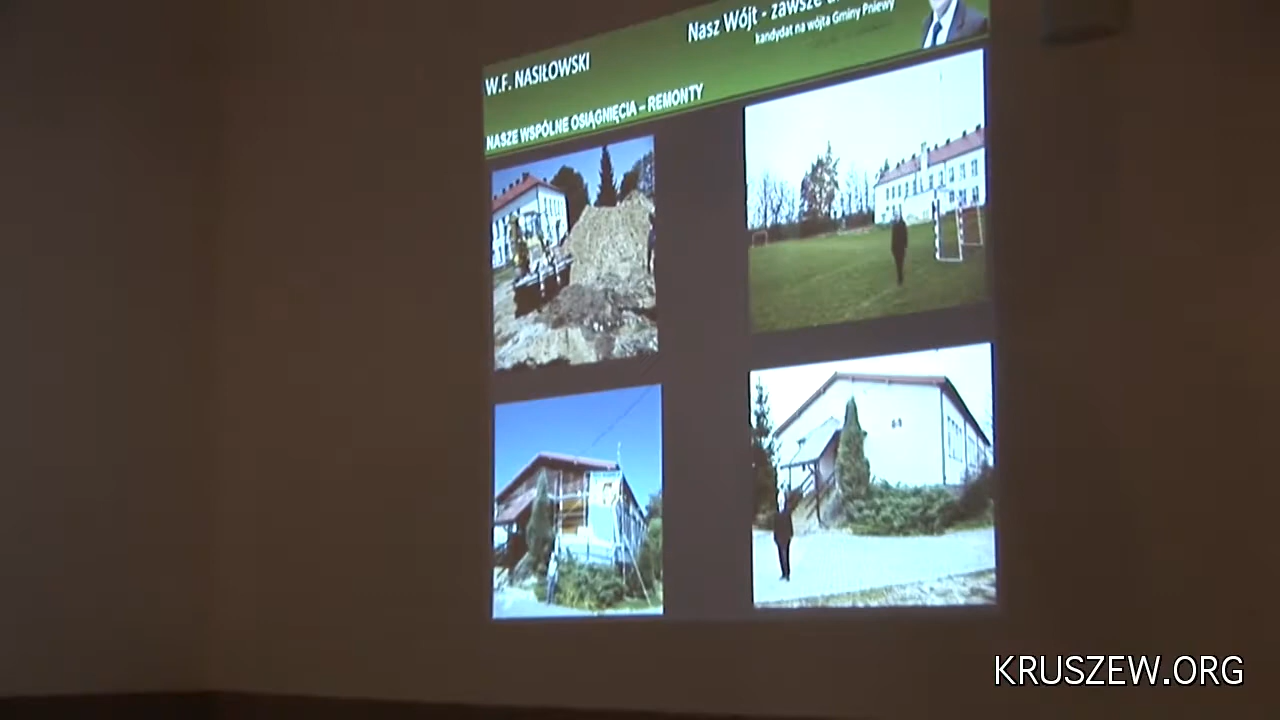 Nasz Wójt - zawsze
kandydat na wójta Gminy Pniewy
W.F. NASIŁOWSKI
NASZE WSPÓLNE OSIĄGNIĘCIA – REMONTY
KRUSZEW.ORG